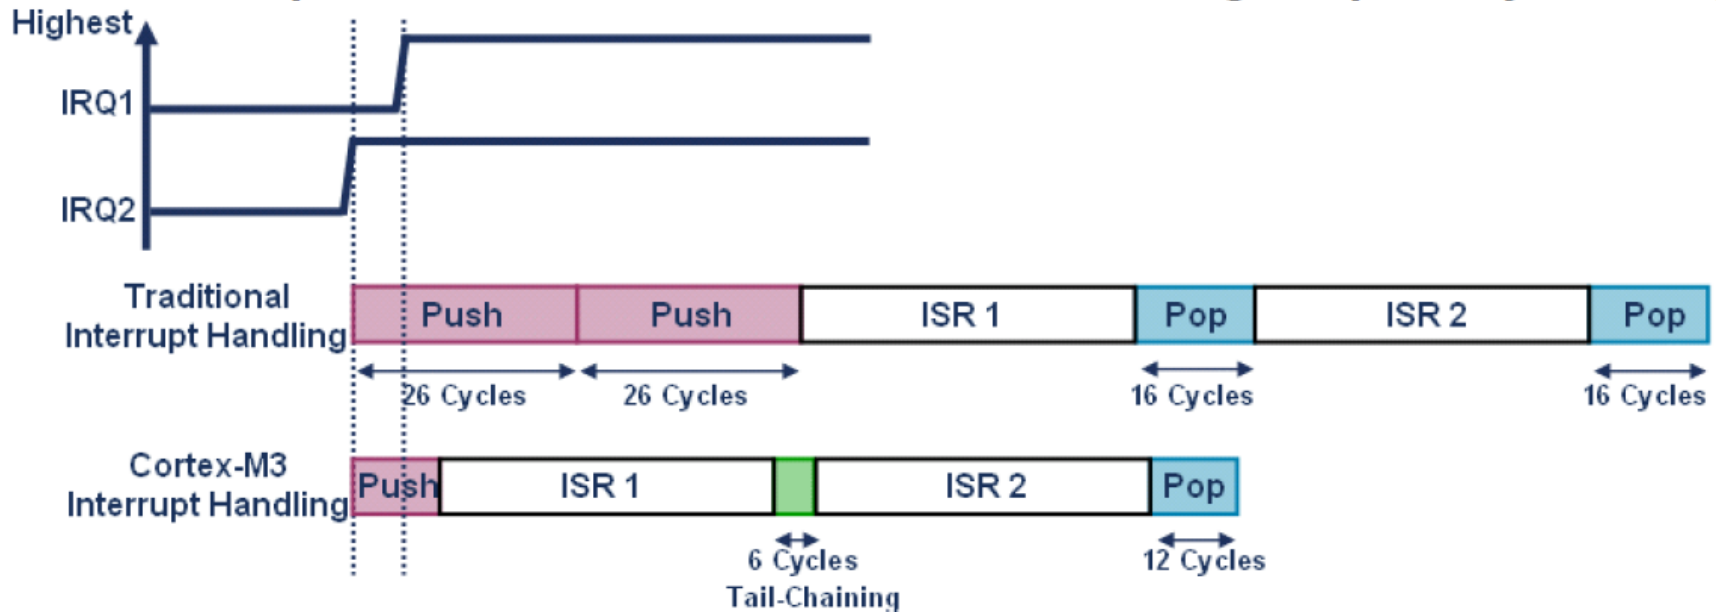 Highest
IRQ1
IRQ2
Traditional
Interrupt Handling
Push Push ISR 1 Pop ISR 2 Pop
26 Cycles 26 Cycles 16 Cycles 16 Cycles
Cortex-M3
Interrupt Handling
Push ISR 1 ISR 2 Pop
6 Cycles 12 Cycles
Tail-Chaining